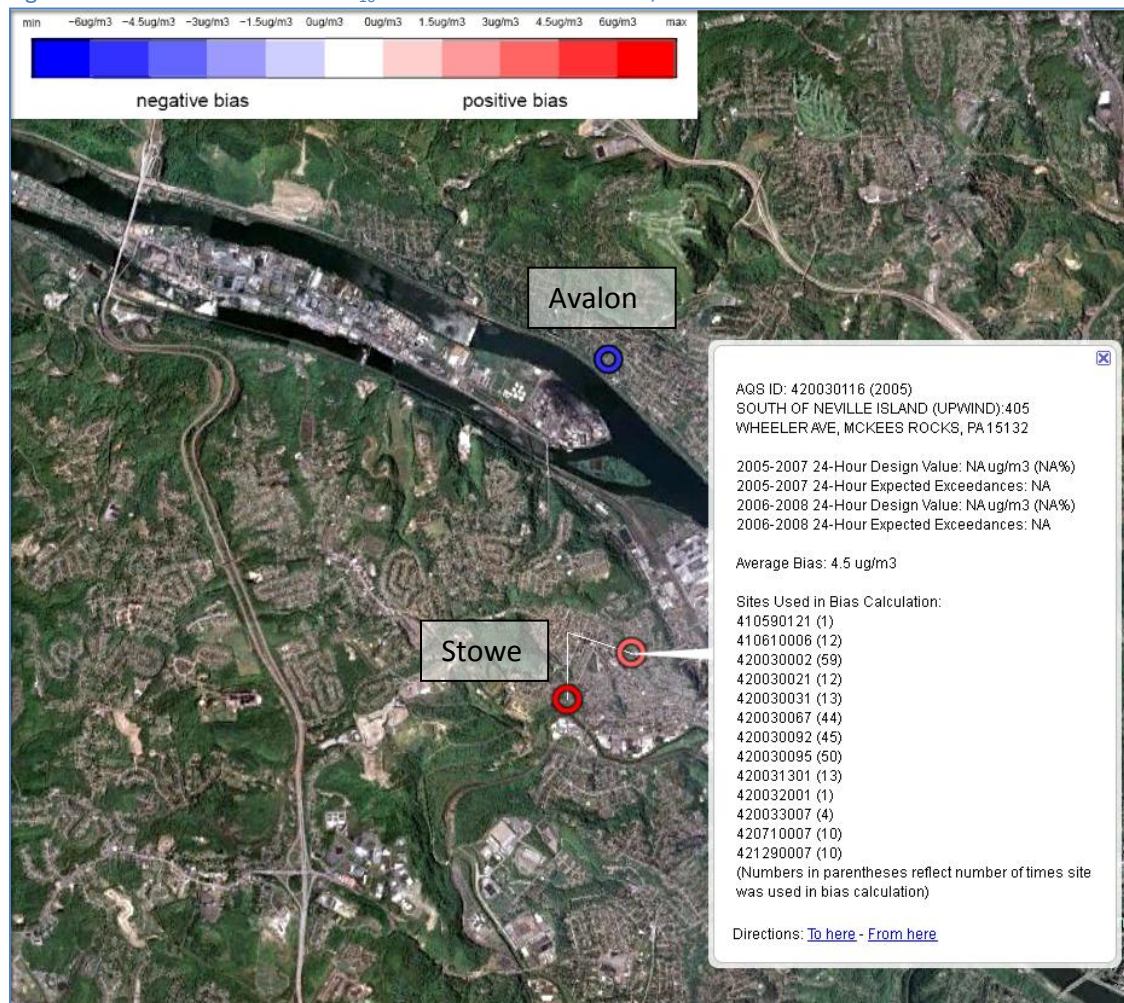 min −6ug/m3 −4.5ug/m3 −3ug/m3 −1.5ug/m3 0ug/m3 0ug/m3 1.5ug/m3 3ug/m3 4.5ug/m3 6ug/m3 max
negative bias positive bias
Avalon
Stowe
AQS ID: 420030116 (2005)
SOUTH OF NEVILLE ISLAND (UPWIND):405
WHEELER AVE, MCKEES ROCKS, PA 15132
2005-2007 24-Hour Design Value: NA ug/m3 (NA%)
2005-2007 24-Hour Expected Exceedances: NA
2006-2008 24-Hour Design Value: NA ug/m3 (NA%)
2006-2008 24-Hour Expected Exceedances: NA
Average Bias: 4.5 ug/m3
Sites Used in Bias Calculation:
410590121 (1)
410610006 (12)
420030002 (59)
420030021 (12)
420030031 (13)
420030067 (44)
420030092 (45)
420030095 (50)
420031301 (13)
420032001 (1)
420033007 (4)
420710007 (10)
421290007 (10)
(Numbers in parentheses reflect number of times site
was used in bias calculation)
Directions: To here - From here